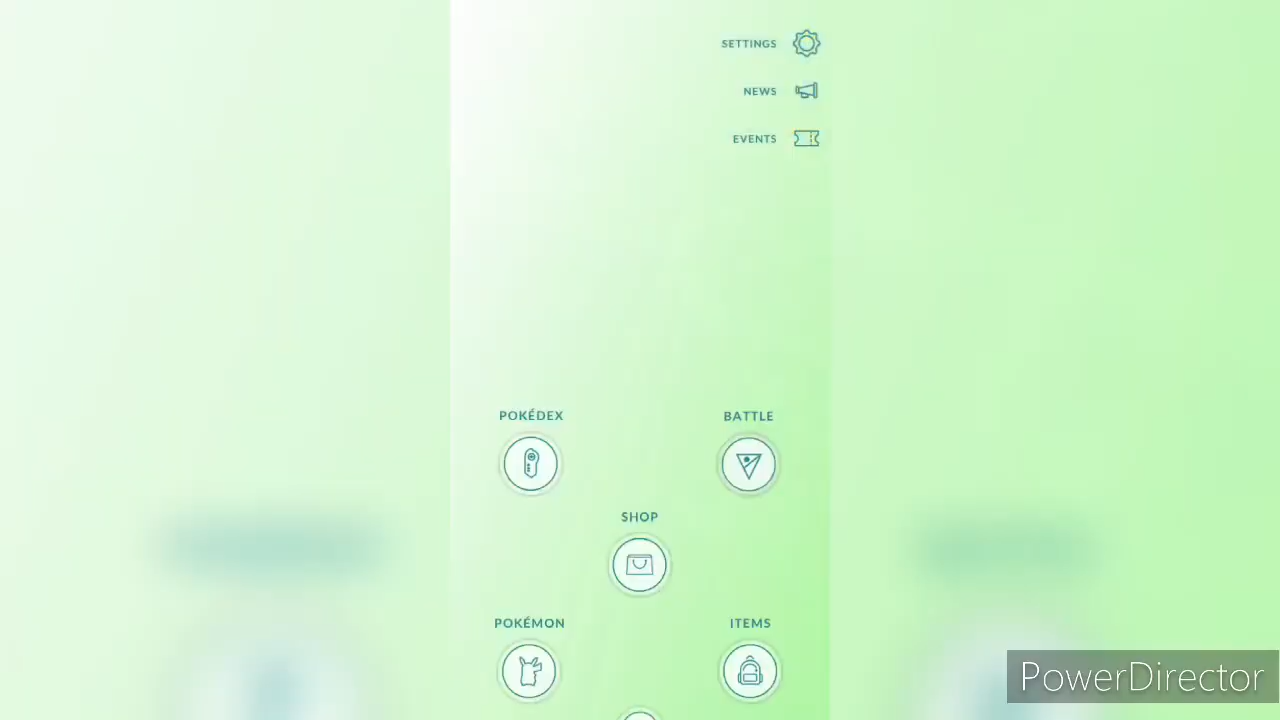 SETTINGS
NEWS
EVENTS
POKÉDEX
BATTLE
SHOP
POKÉMON
ITEMS
PowerDirector